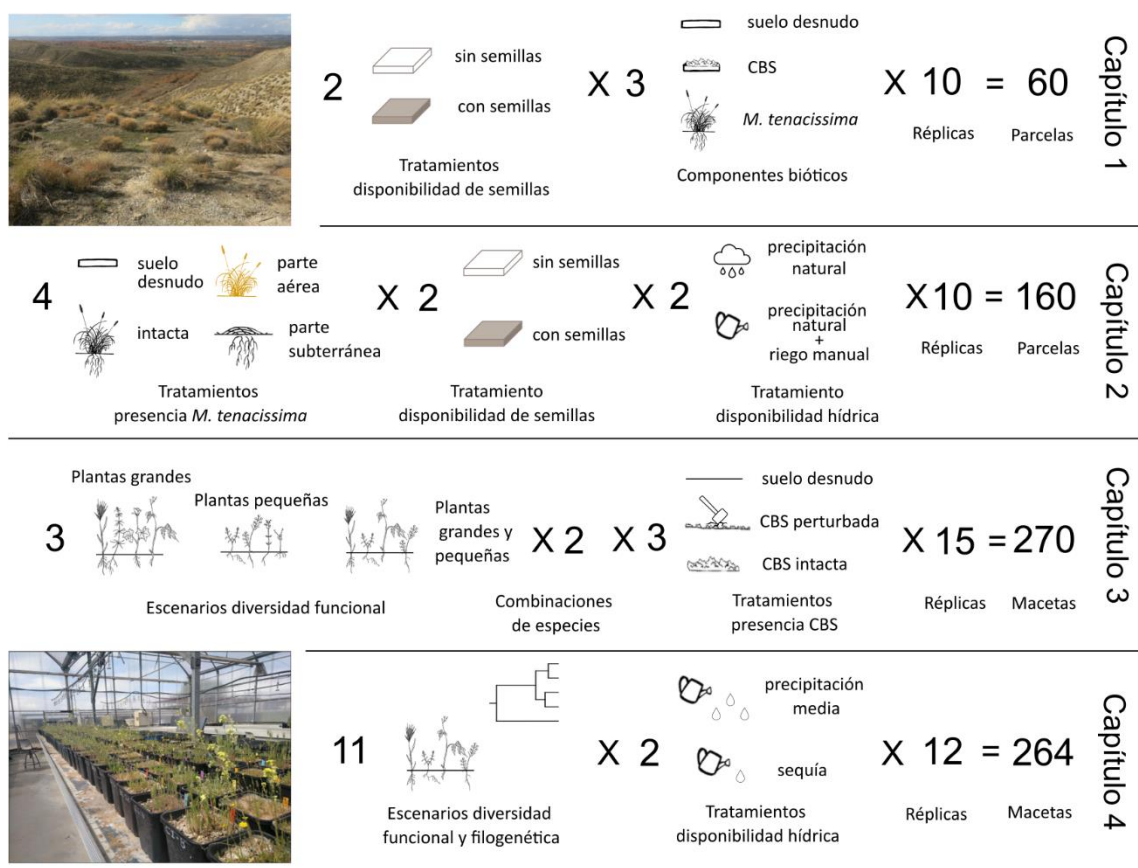 2
sin semillas
con semillas
Tratamientos
disponibilidad de semillas
X 3
suelo desnudo
CBS
M. tenacissima
Componentes bióticos
X 10 = 60
Réplicas Parcelas
Capítulo 1
4
suelo
desnudo
parte
aérea
intacta
parte
subterránea
Tratamientos
presencia M. tenacissima
X 2
sin semillas
con semillas
Tratamiento
disponibilidad de semillas
X 2
precipitación
natural
precipitación
natural
+
riego manual
Tratamiento
disponibilidad hídrica
X10 = 160
Réplicas Parcelas
Capítulo 2
3
Plantas grandes
Plantas pequeñas
Plantas
grandes y
pequeñas
Escenarios diversidad funcional
X 2
Combinaciones
de especies
X 3
suelo desnudo
CBS perturbada
CBS intacta
Tratamientos
presencia CBS
X 15 = 270
Réplicas Macetas
Capítulo 3
11
Escenarios diversidad
funcional y filogenética
X 2
precipitación
media
sequía
Tratamientos
disponibilidad hídrica
X 12 = 264
Réplicas Macetas
Capítulo 4